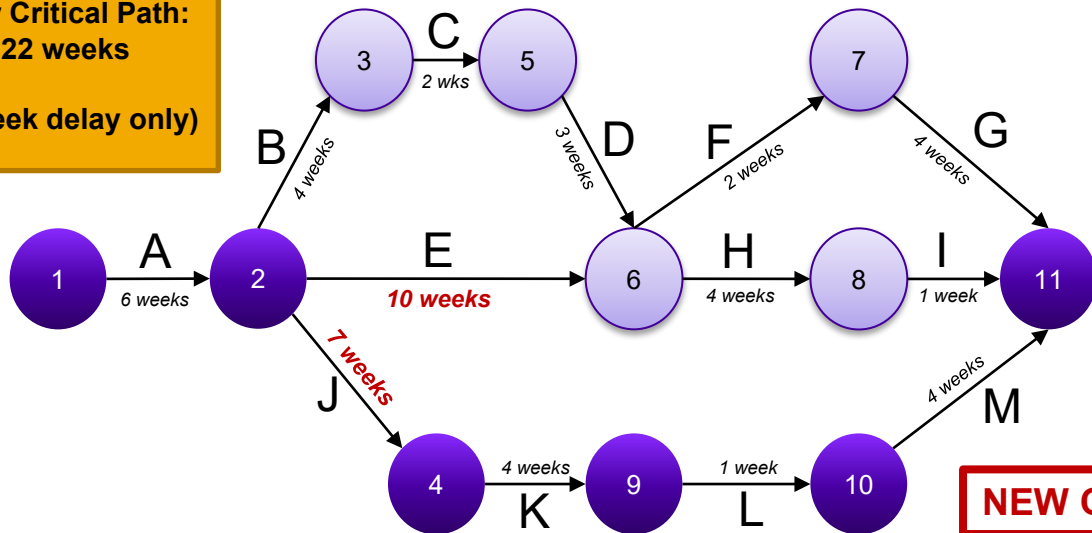 Critical Path:
22 weeks
eek delay only)
3
C
2 wks
5
7
B
4 weeks
3 weeks
D
F
2 weeks
4 weeks
G
1
A
6 weeks
2
E
10 weeks
6
H
4 weeks
8
I
1 week
11
7 weeks
J
4
4 weeks
K
9
1 week
L
10
4 weeks
M
NEW C